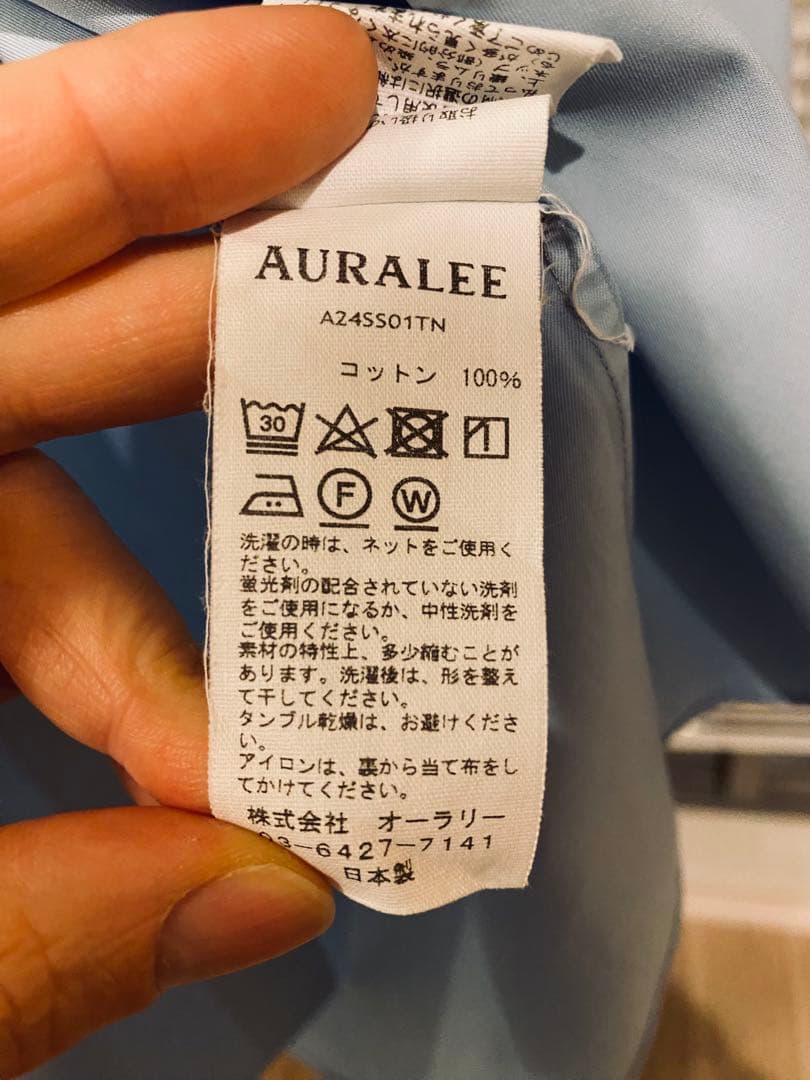 AURALEE
A24SS01TN
コットン 100%
30
F
W
洗濯の時は、ネットをご使用く
ださい。
蛍光剤の配合されていない洗剤
をご使用になるか、中性洗剤を
ご使用ください。
素材の特性上、多少縮むことが
あります。洗濯後は、形を整え
て干してください。
タンブル乾燥は、お避けくださ
い。
アイロンは、裏から当て布をし
てかけてください。
株式会社 オーラリー
03-6427-7141
日本製